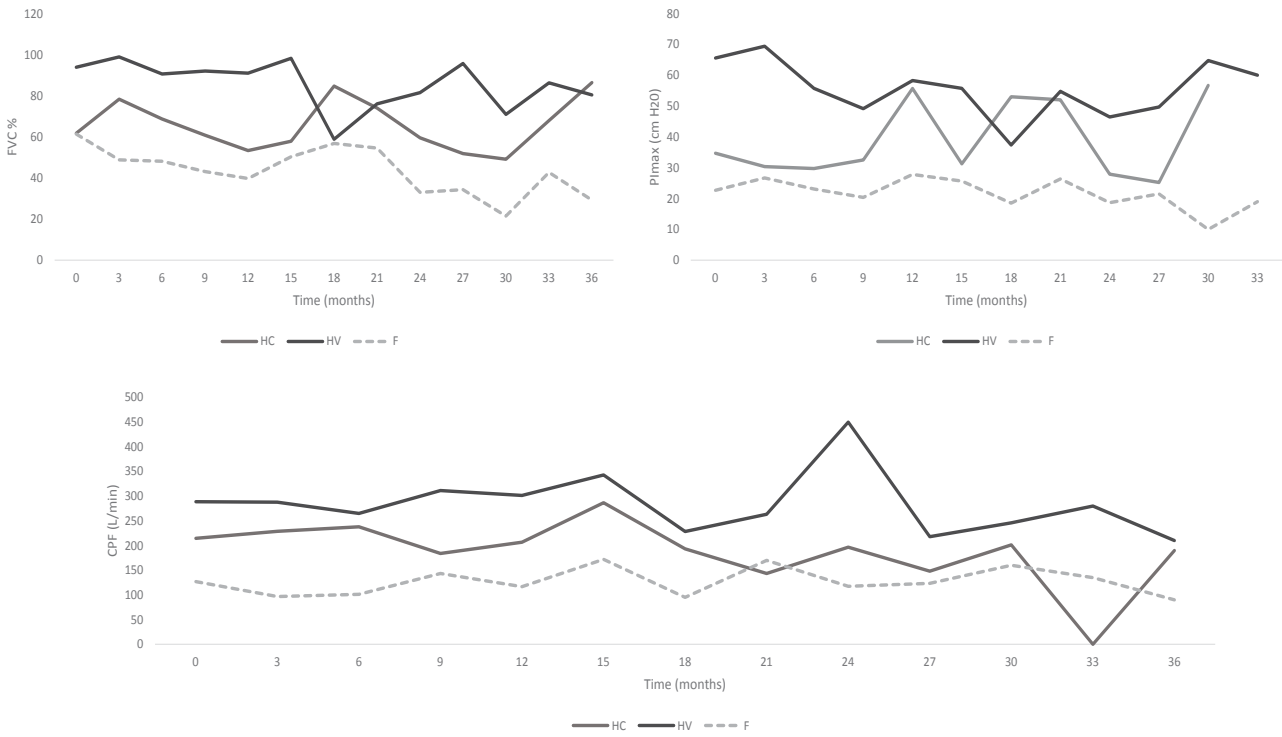 120
100
80
60
40
20
0
FVC %
0 3 6 9 12 15 18 21 24 27 30 33 36
Time (months)
HC HV F
80
70
60
50
40
30
20
10
0
PImax (cm H20)
0 3 6 9 12 15 18 21 24 27 30 33
Time (months)
HC HV F
500
450
400
350
300
250
200
150
100
50
0
CPF (L/min)
0 3 6 9 12 15 18 21 24 27 30 33 36
Time (months)
HC HV F